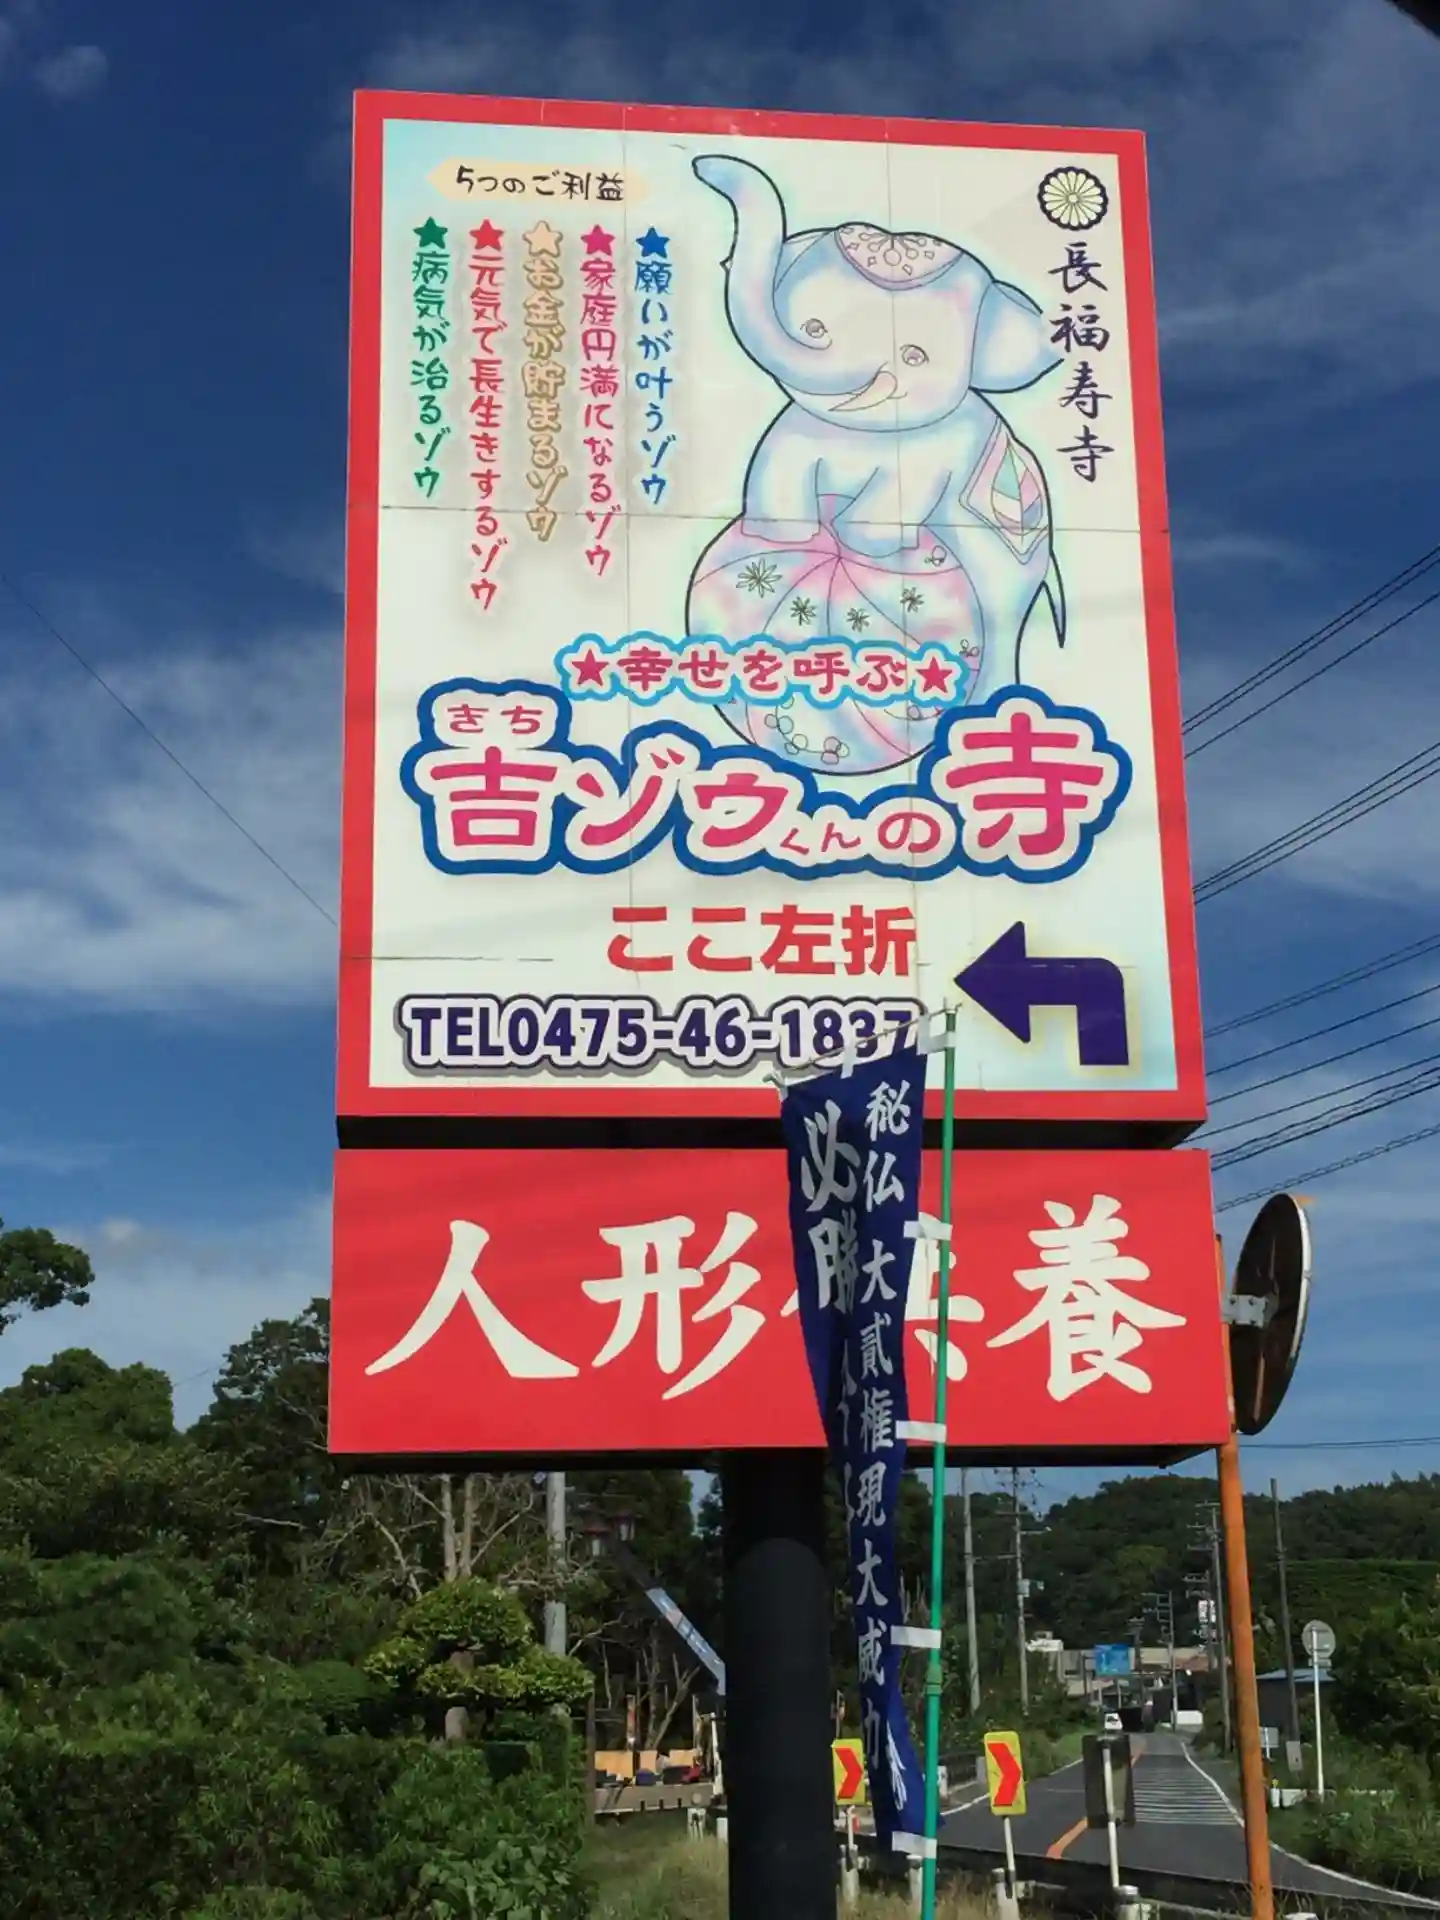 5つのご利益
★願いが叶うゾウ
★家庭円満になるゾウ
★お金が貯まるゾウ
★元気で長生きするゾウ
★病気が治るゾウ
長福寿寺
★幸せを呼ぶ★
きち
吉ゾウくんの寺
ここ左折
TEL0475-46-1837
人形供養
秘仏 大貳権現大威力
必勝